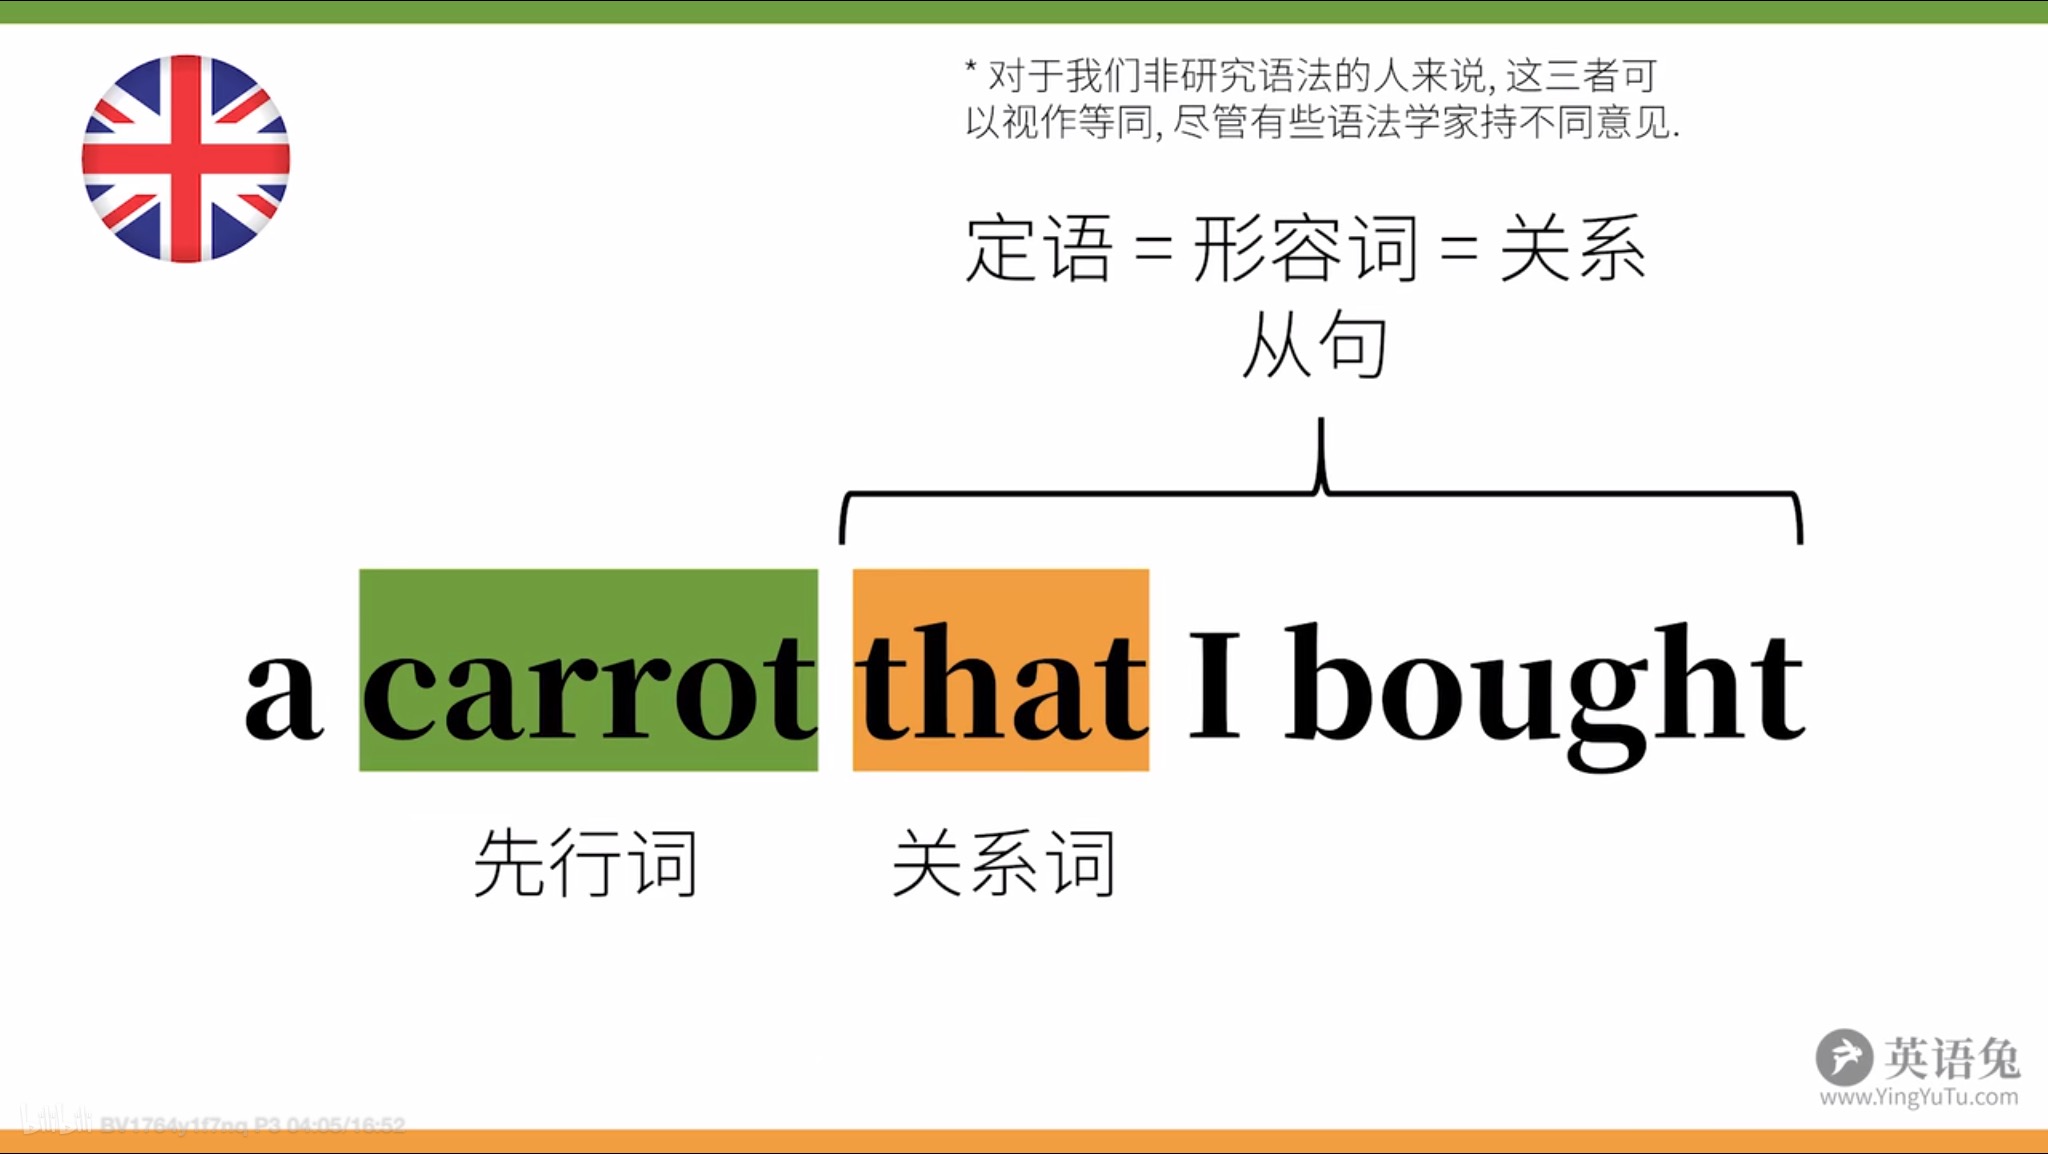 * 对于我们非研究语法的人来说, 这三者可
以视作等同, 尽管有些语法学家持不同意见.
定语 = 形容词 = 关系
从句
a carrot that I bought
先行词 关系词
英语兔
www.YingYuTu.com
bilibili BV1764y1f7nq P3 04:05/16:52